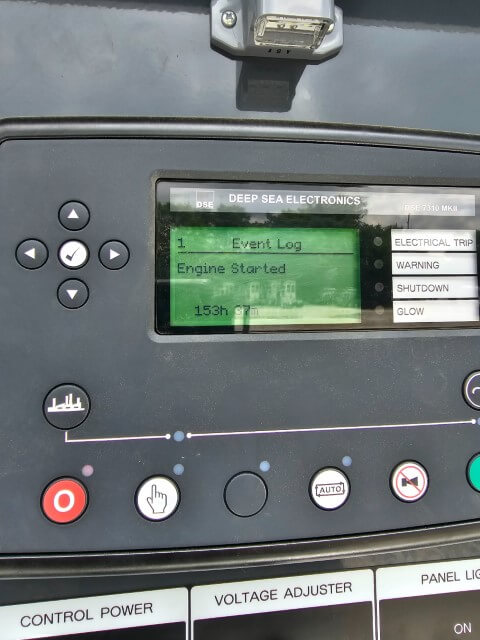 DSE
DEEP SEA ELECTRONICS
DSE 7310 MKII
1 Event Log
Engine Started
153h 37m
ELECTRICAL TRIP
WARNING
SHUTDOWN
GLOW
O
AUTO
CONTROL POWER
VOLTAGE ADJUSTER
PANEL LIG
ON